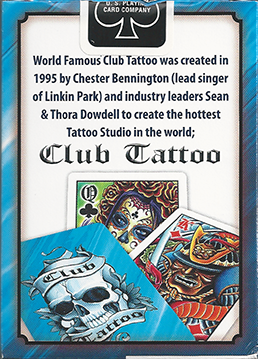 U. S. PLAYING
CARD COMPANY
World Famous Club Tattoo was created in
1995 by Chester Bennington (lead singer
of Linkin Park) and industry leaders Sean
& Thora Dowdell to create the hottest
Tattoo Studio in the world;
Club Tattoo
Q
Club
Tattoo